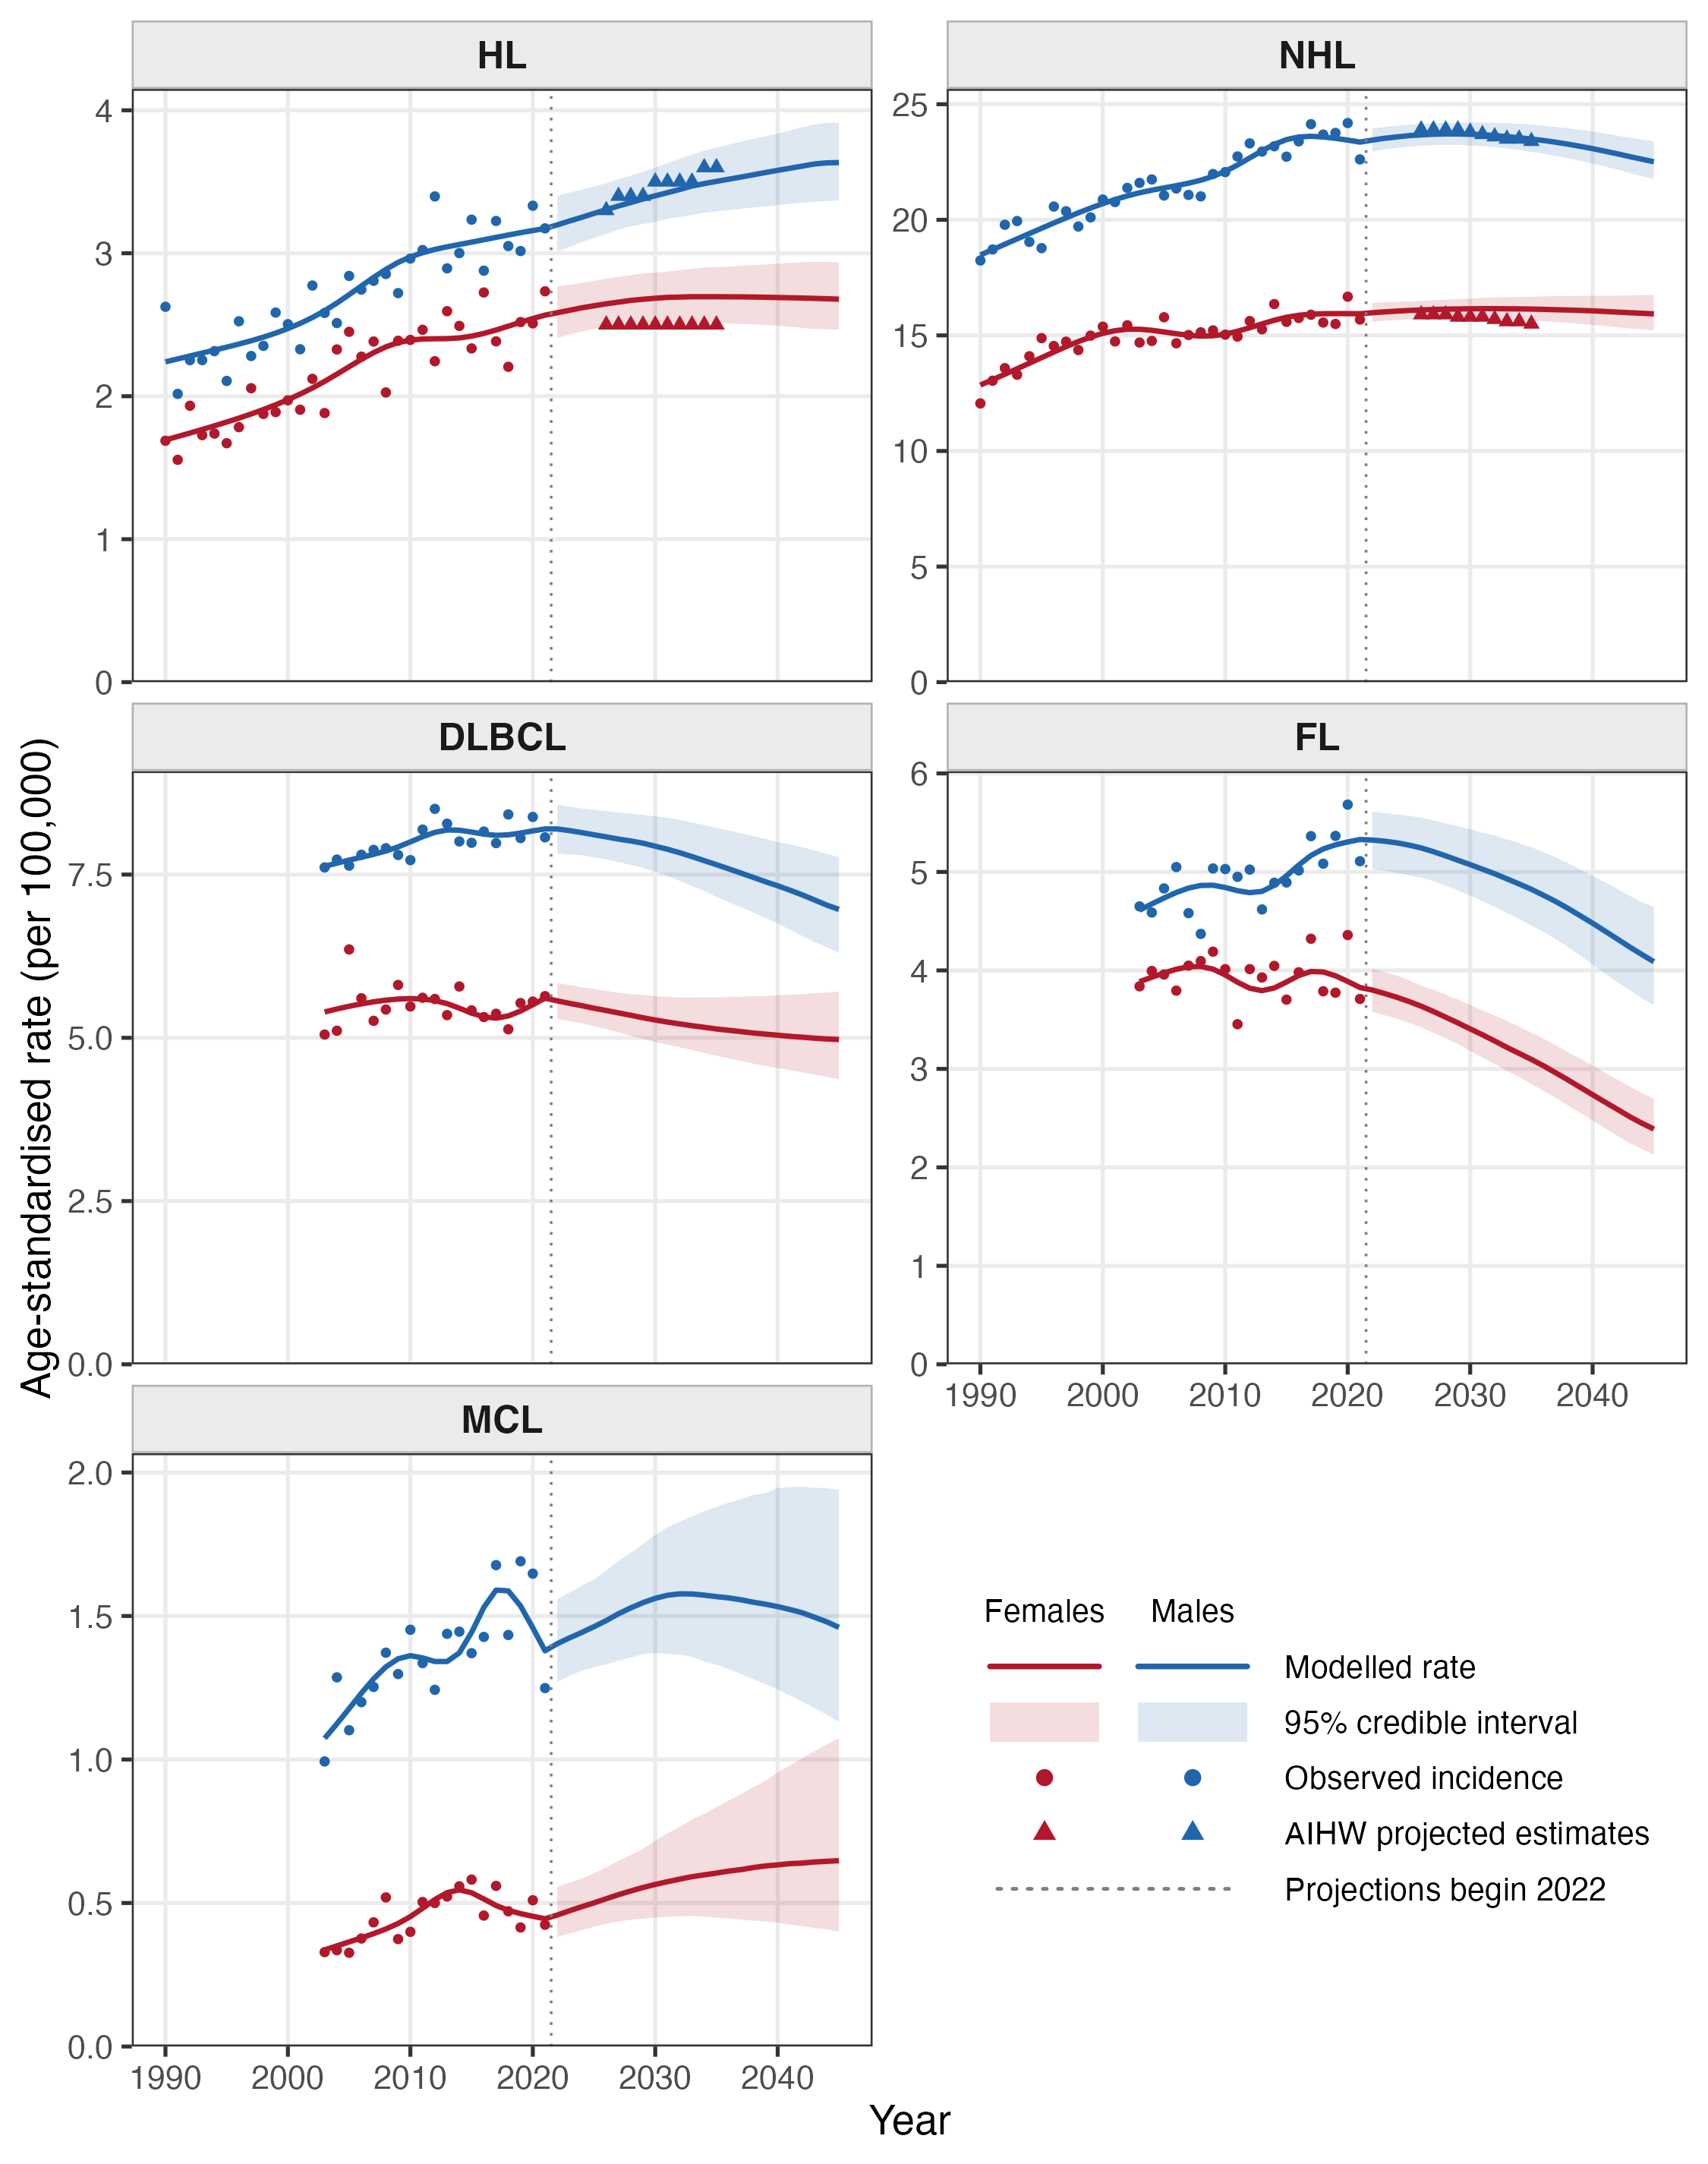 HL
4
3
2
1
0
NHL
25
20
15
10
5
0
Age-standardised rate (per 100,000)
DLBCL
7.5
5.0
2.5
0.0
FL
6
5
4
3
2
1
0
1990 2000 2010 2020 2030 2040
MCL
2.0
1.5
1.0
0.5
0.0
1990 2000 2010 2020 2030 2040
Females Males
Modelled rate
95% credible interval
Observed incidence
AIHW projected estimates
Projections begin 2022
Year